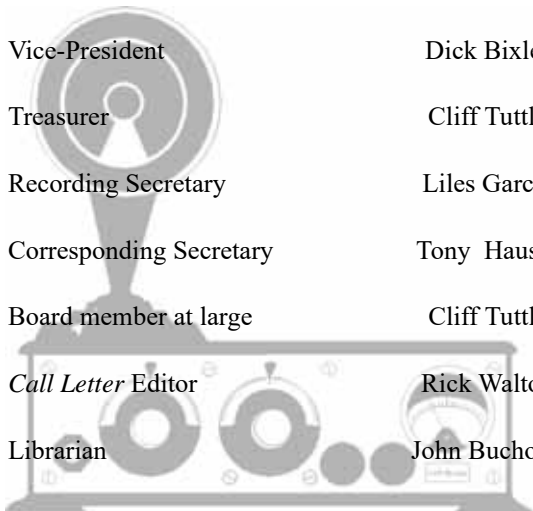 Vice-President Dick Bixle
Treasurer Cliff Tuttl
Recording Secretary Liles Garc
Corresponding Secretary Tony Haus
Board member at large Cliff Tuttl
Call Letter Editor Rick Walto
Librarian John Bucho